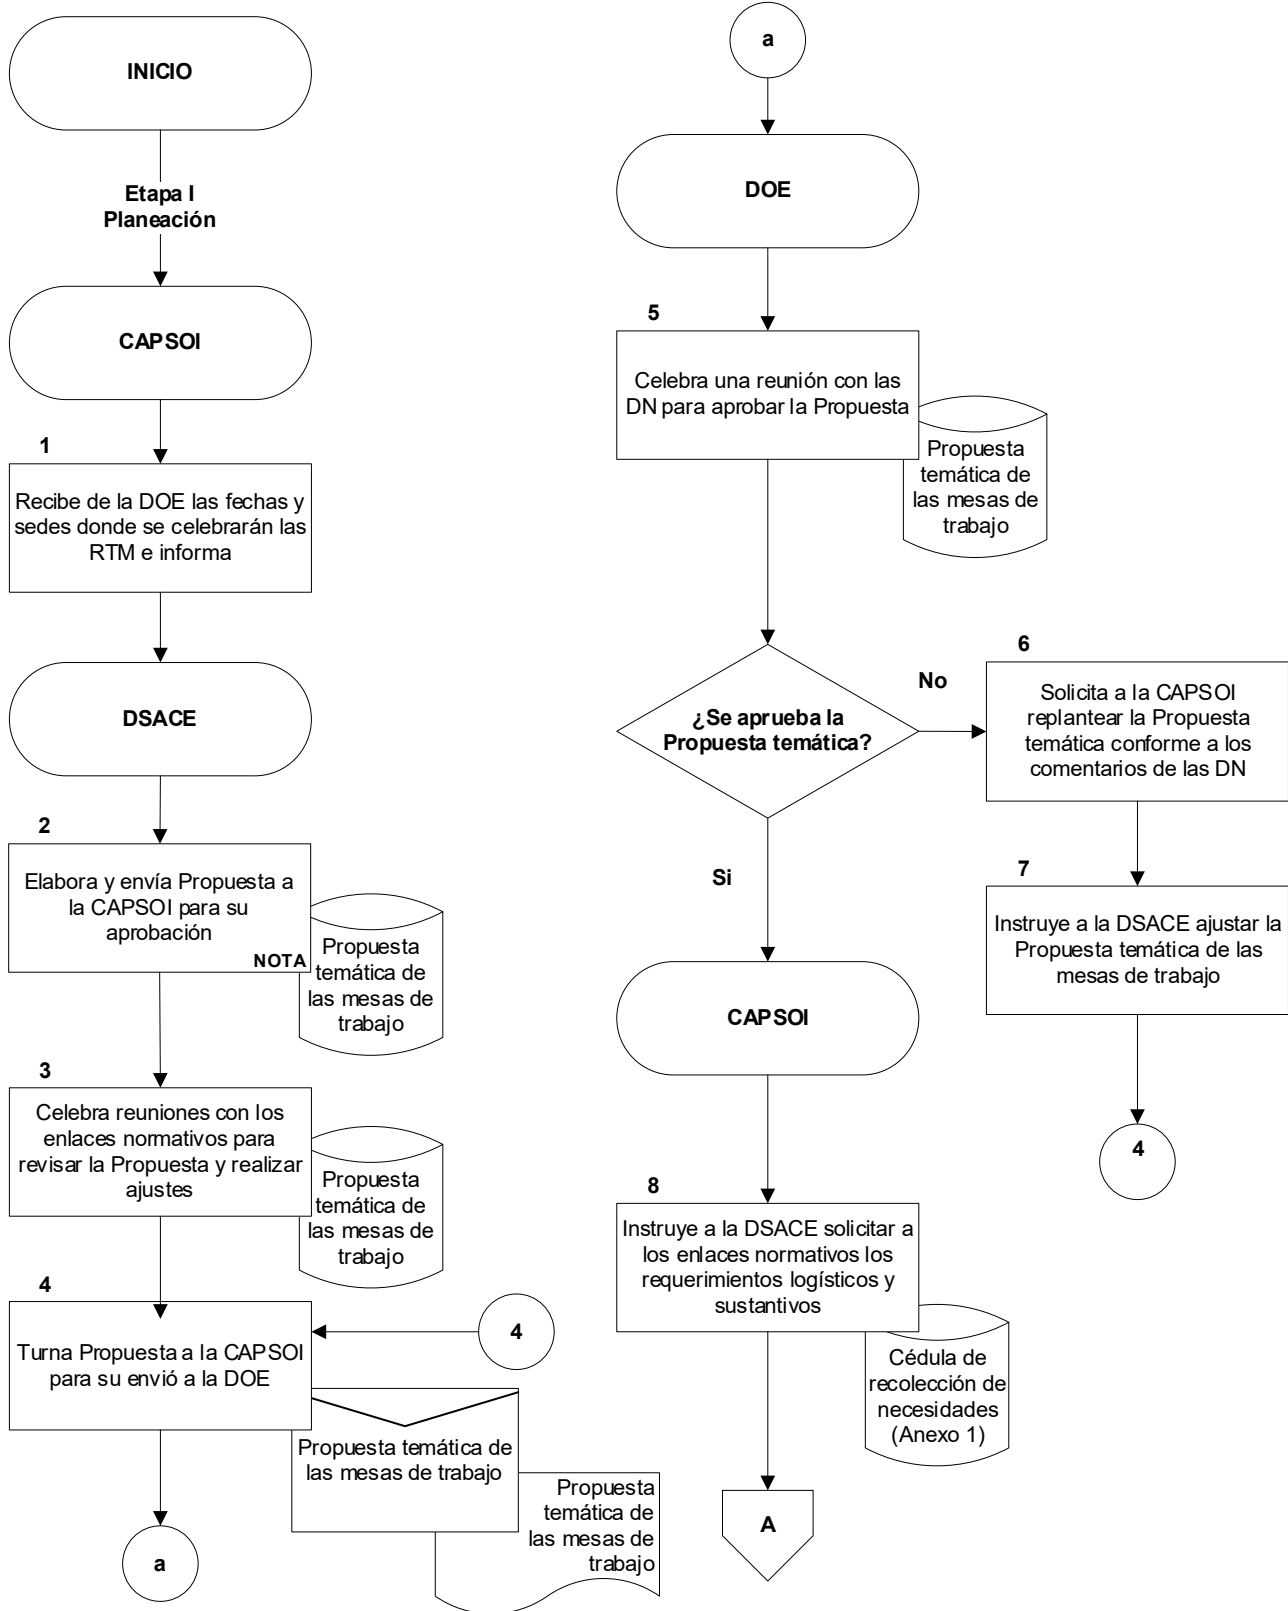 INICIO
Etapa I
Planeación
CAPSOI
1
Recibe de la DOE las fechas y
sedes donde se celebrarán las
RTM e informa
DSACE
2
Elabora y envía Propuesta a
la CAPSOI para su
aprobación
NOTA
Propuesta
temática de
las mesas de
trabajo
3
Celebra reuniones con los
enlaces normativos para
revisar la Propuesta y realizar
ajustes
Propuesta
temática de
las mesas de
trabajo
4
Turna Propuesta a la CAPSOI
para su envió a la DOE
4
Propuesta temática de
las mesas de trabajo
Propuesta
temática de
las mesas de
trabajo
a
a
DOE
5
Celebra una reunión con las
DN para aprobar la Propuesta
Propuesta
temática de
las mesas de
trabajo
¿Se aprueba la
Propuesta temática?
No
6
Solicita a la CAPSOI
replantear la Propuesta
temática conforme a los
comentarios de las DN
7
Instruye a la DSACE ajustar la
Propuesta temática de las
mesas de trabajo
4
Si
CAPSOI
8
Instruye a la DSACE solicitar a
los enlaces normativos los
requerimientos logísticos y
sustantivos
Cédula de
recolección de
necesidades
(Anexo 1)
A